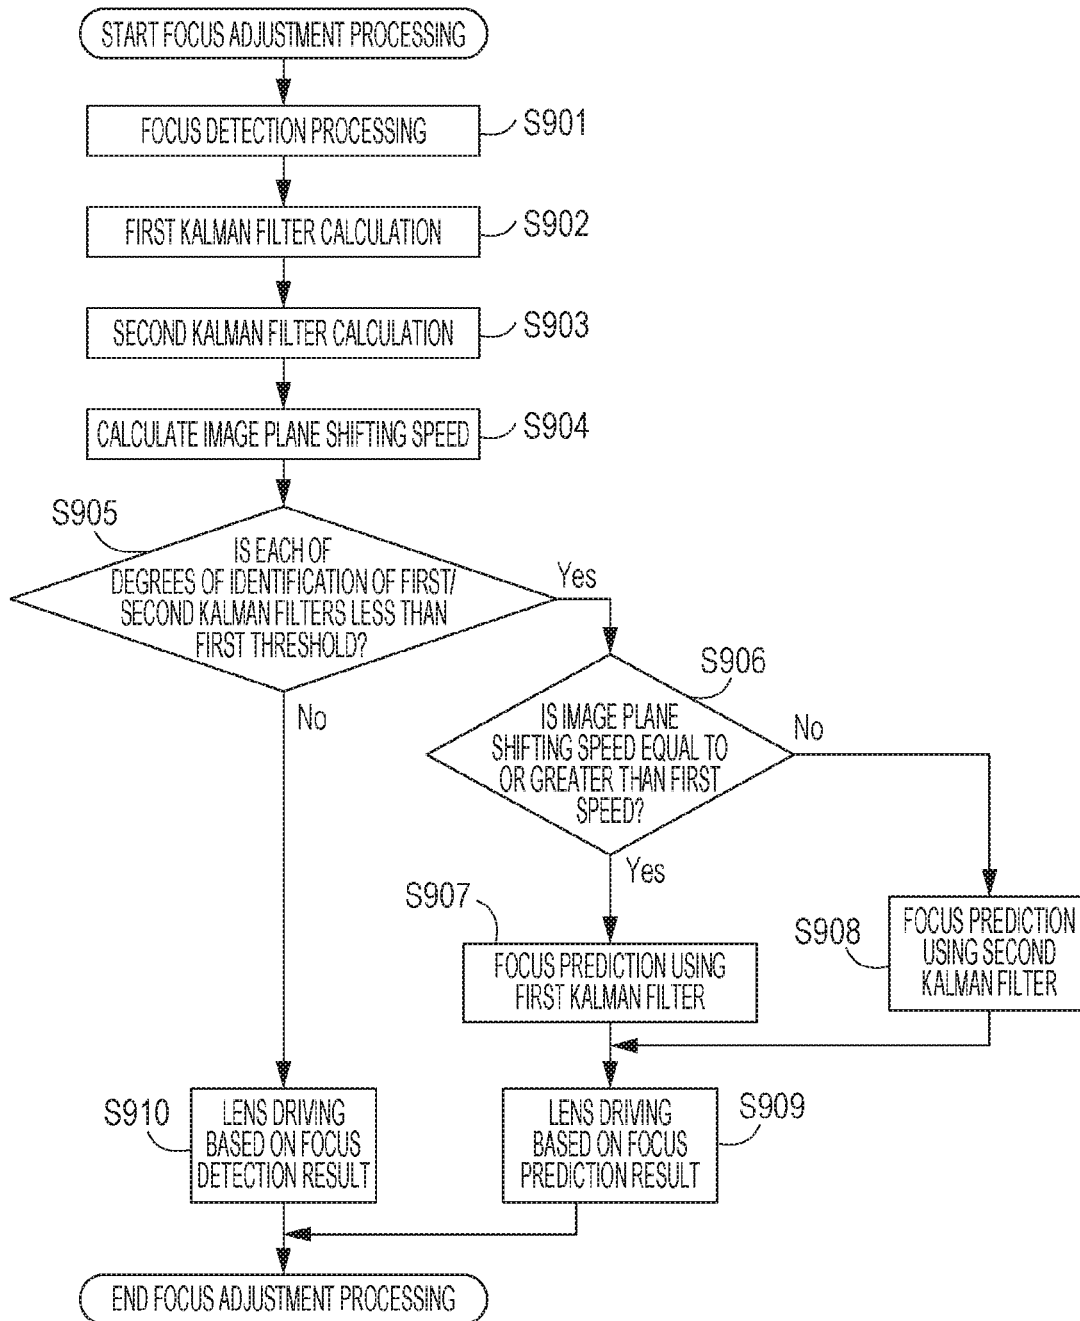 START FOCUS ADJUSTMENT PROCESSING
FOCUS DETECTION PROCESSING
S901
FIRST KALMAN FILTER CALCULATION
S902
SECOND KALMAN FILTER CALCULATION
S903
CALCULATE IMAGE PLANE SHIFTING SPEED
S904
S905
IS EACH OF
DEGREES OF IDENTIFICATION OF FIRST/
SECOND KALMAN FILTERS LESS THAN
FIRST THRESHOLD?
Yes
No
S906
IS IMAGE PLANE
SHIFTING SPEED EQUAL TO
OR GREATER THAN FIRST
SPEED?
No
Yes
S907
FOCUS PREDICTION USING
FIRST KALMAN FILTER
S908
FOCUS PREDICTION
USING SECOND
KALMAN FILTER
S910
LENS DRIVING
BASED ON FOCUS
DETECTION RESULT
LENS DRIVING
BASED ON FOCUS
PREDICTION RESULT
S909
END FOCUS ADJUSTMENT PROCESSING